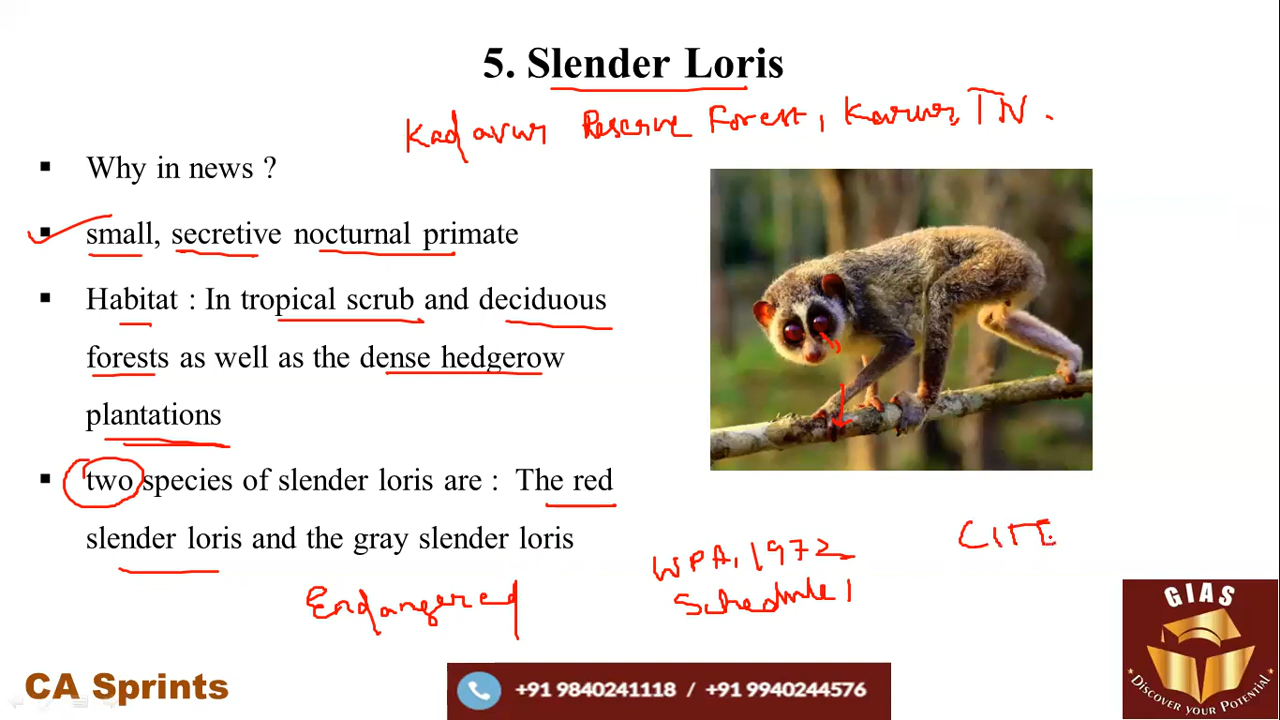 5. Slender Loris
Kadavur Reserve Forest, Karur, TN.
▪ Why in news ?
▪ small, secretive nocturnal primate
▪ Habitat : In tropical scrub and deciduous
forests as well as the dense hedgerow
plantations
▪ two species of slender loris are : The red
slender loris and the gray slender loris
WPA, 1972
Schedule 1
CITE
Endangered
GIAS
DISCOVER YOUR POTENTIAL
CA Sprints
+91 9840241118 / +91 9940244576